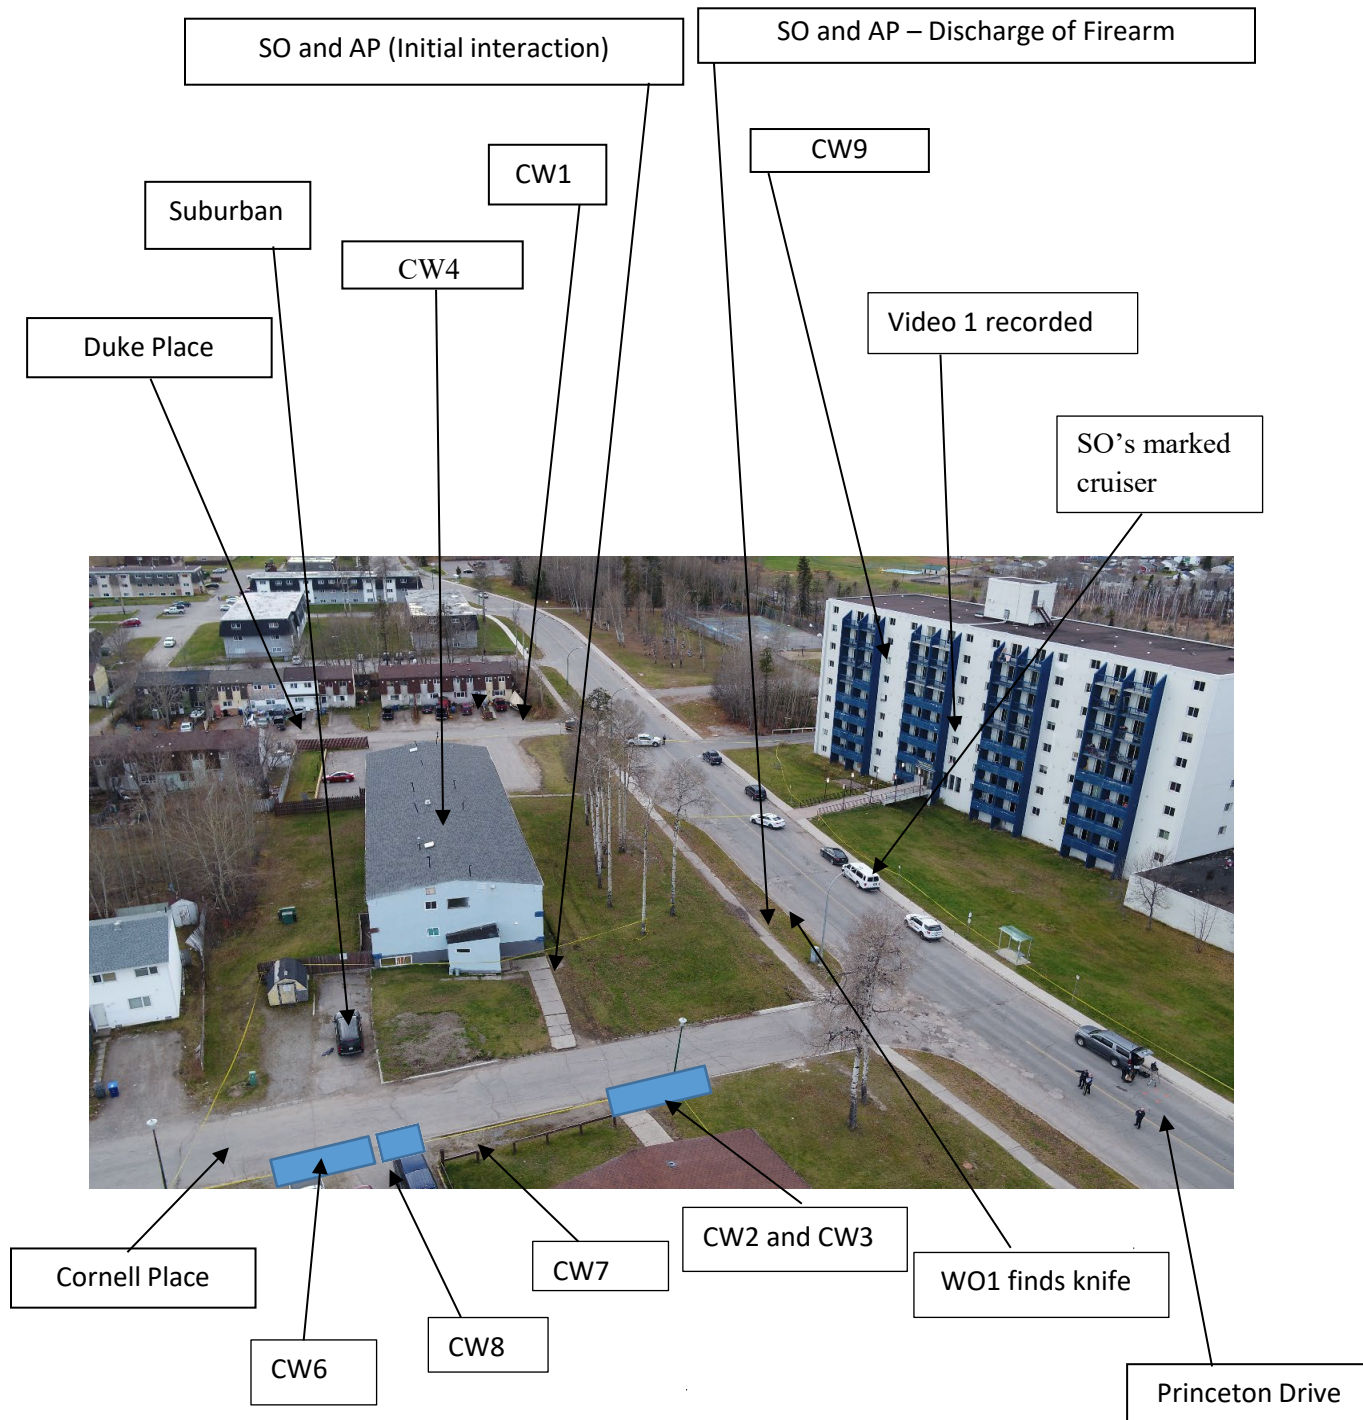 SO and AP (Initial interaction)
SO and AP – Discharge of Firearm
CW9
CW1
Suburban
CW4
Video 1 recorded
Duke Place
SO's marked
cruiser
CW2 and CW3
CW7
WO1 finds knife
Cornell Place
CW8
CW6
Princeton Drive